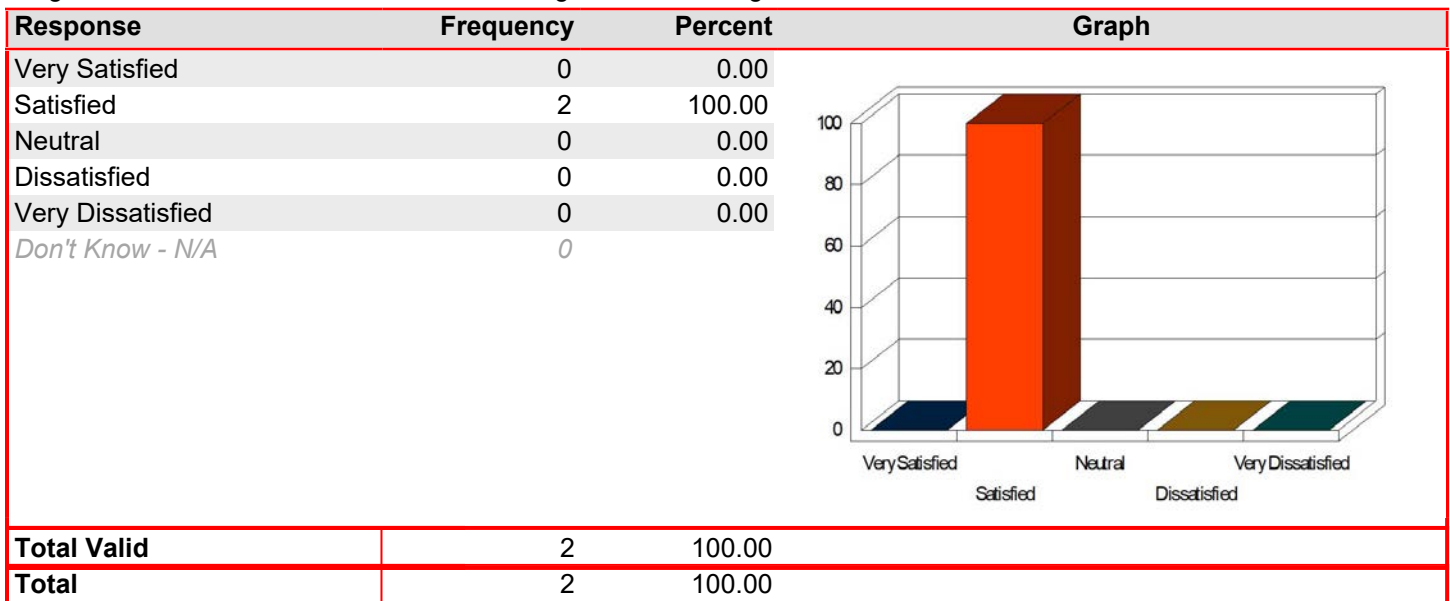 Response Frequency Percent Graph
Very Satisfied 0 0.00
Satisfied 2 100.00
Neutral 0 0.00
Dissatisfied 0 0.00
Very Dissatisfied 0 0.00
Don't Know - N/A 0
100
80
60
40
20
0
Very Satisfied Neutral Very Dissatisfied
Satisfied Dissatisfied
Total Valid 2 100.00
Total 2 100.00